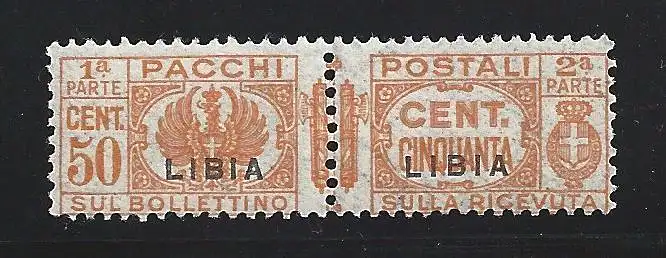 1ª PARTE PACCHI
CENT. 50
LIBIA
SUL BOLLETTINO
POSTALI 2ª PARTE
CENT. CINQUANTA
LIBIA
SULLA RICEVUTA